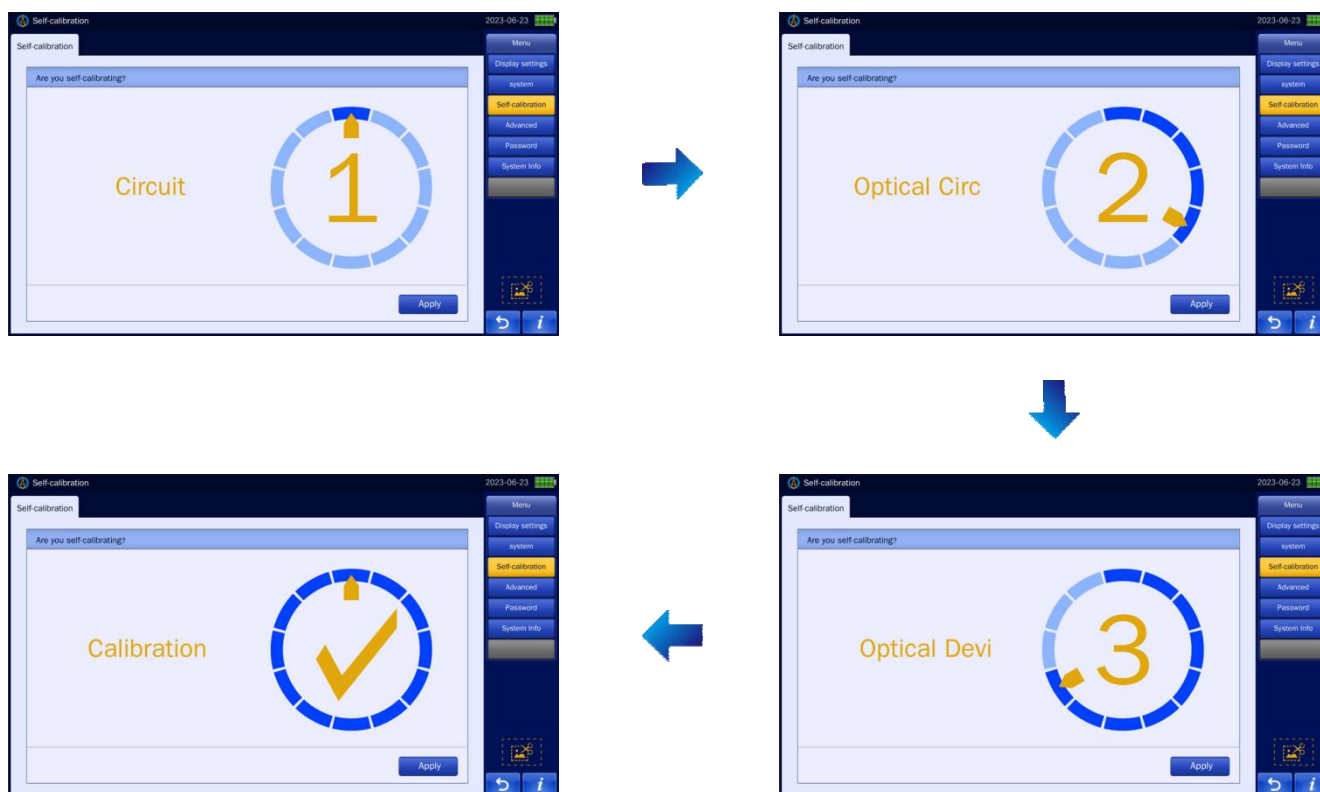 Self-calibration 2023-06-23
Self-calibration
Menu
Display settings
Are you self-calibrating?
system
Self-calibration
Advanced
Password
System Info
Circuit 1
Apply
i
Self-calibration 2023-06-23
Self-calibration
Menu
Display settings
Are you self-calibrating?
system
Self-calibration
Advanced
Password
System Info
Optical Circ 2
Apply
i
Self-calibration 2023-06-23
Self-calibration
Menu
Display settings
Are you self-calibrating?
system
Self-calibration
Advanced
Password
System Info
Optical Devi 3
Apply
i
Self-calibration 2023-06-23
Self-calibration
Menu
Display settings
Are you self-calibrating?
system
Self-calibration
Advanced
Password
System Info
Calibration
Apply
i